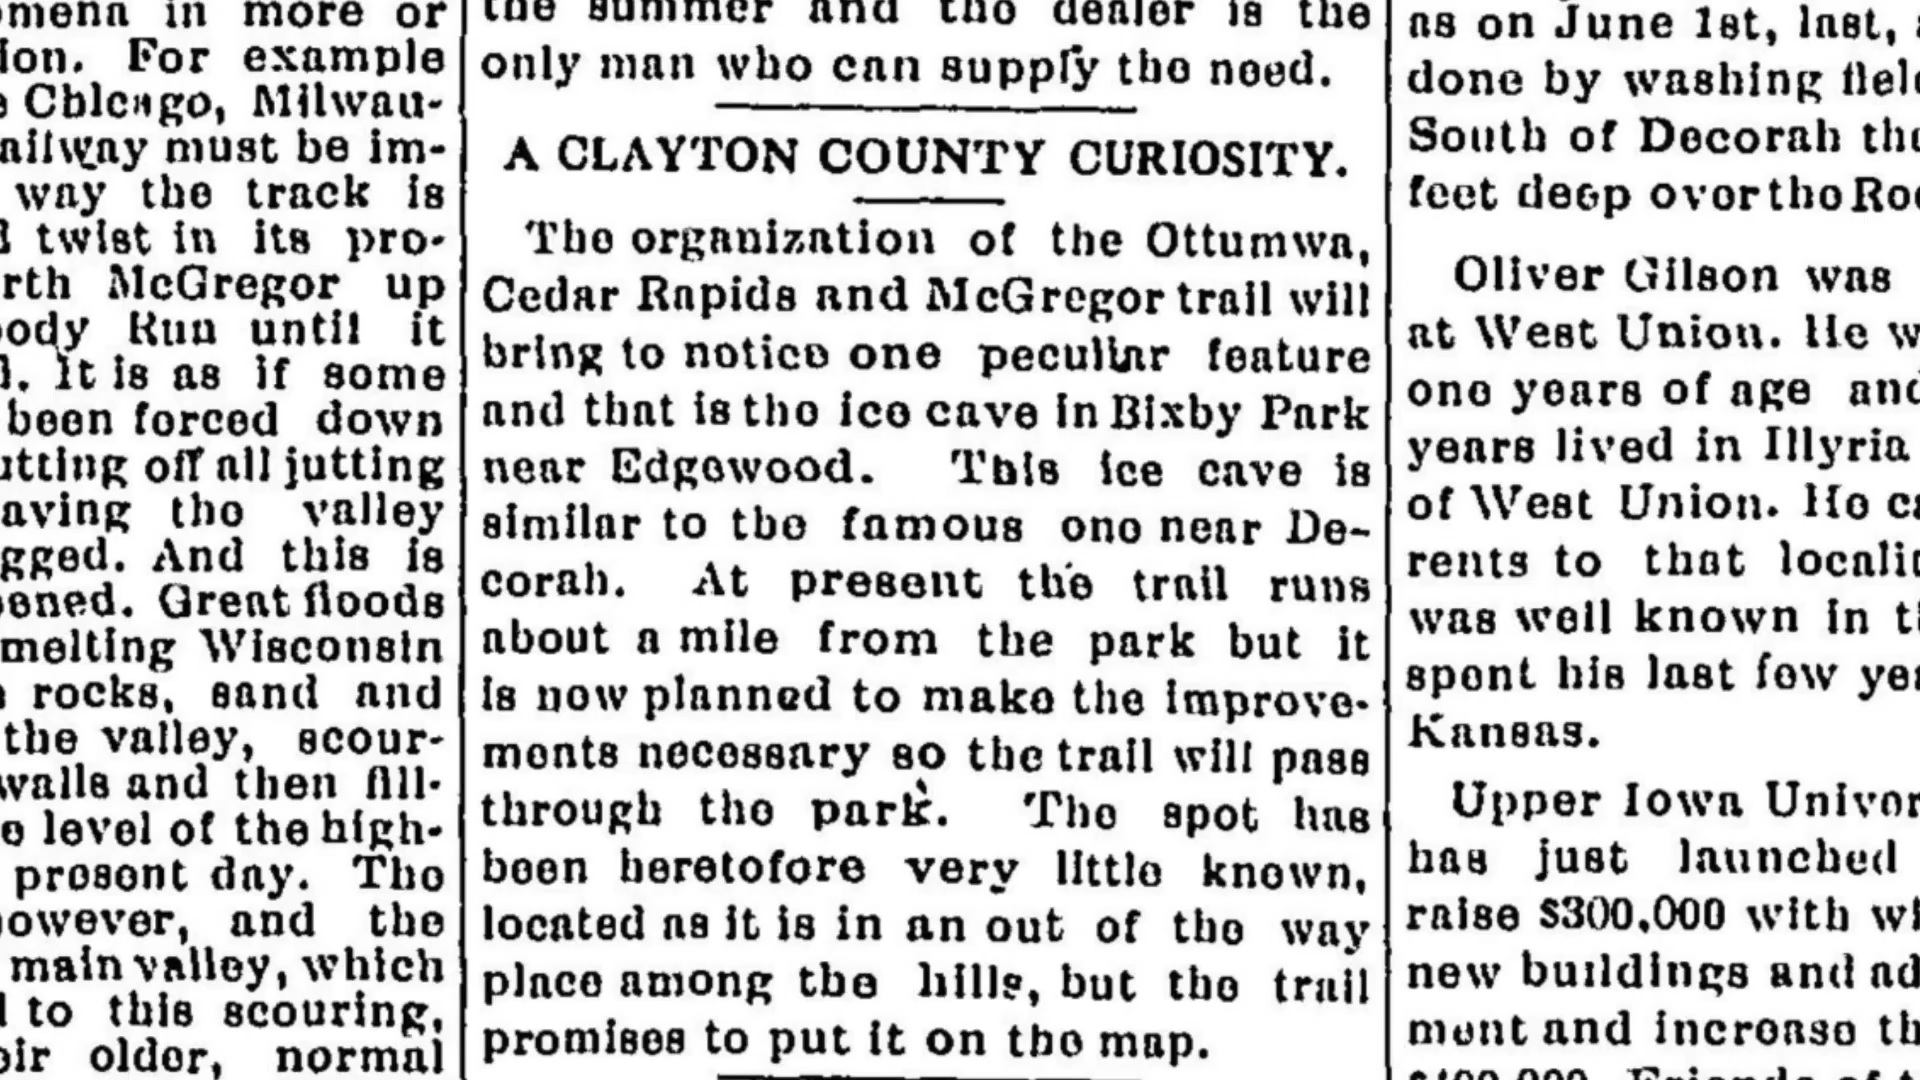 mena in more or
ion. For example
Chicago, Milwau-
ailway must be im-
way the track is
twist in its pro-
rth McGregor up
oody Run until it
It is as if some
been forced down
utting off all jutting
aving the valley
gged. And this is
pened. Great floods
melting Wisconsin
rocks, sand and
the valley, scour-
walls and then fill-
e level of the high-
present day. The
however, and the
main valley, which
to this scouring,
eir older, normal
the summer and the dealer is the
only man who can supply the need.
A CLAYTON COUNTY CURIOSITY.
The organization of the Ottumwa,
Cedar Rapids and McGregor trail will
bring to notice one peculiar feature
and that is the ice cave in Bixby Park
near Edgewood. This ice cave is
similar to the famous one near De-
corah. At present the trail runs
about a mile from the park but it
is now planned to make the improve-
ments necessary so the trail will pass
through the park. The spot has
been heretofore very little known,
located as it is in an out of the way
place among the hills, but the trail
promises to put it on the map.
as on June 1st, last,
done by washing fiel
South of Decorah the
feet deep over the Ro
Oliver Gilson was
at West Union. He w
one years of age and
years lived in Illyria
of West Union. He ca
rents to that localit
was well known in t
spent his last few yea
Kansas.
Upper Iowa Univer
has just launched
raise $300,000 with wh
new buildings and ad
ment and increase th